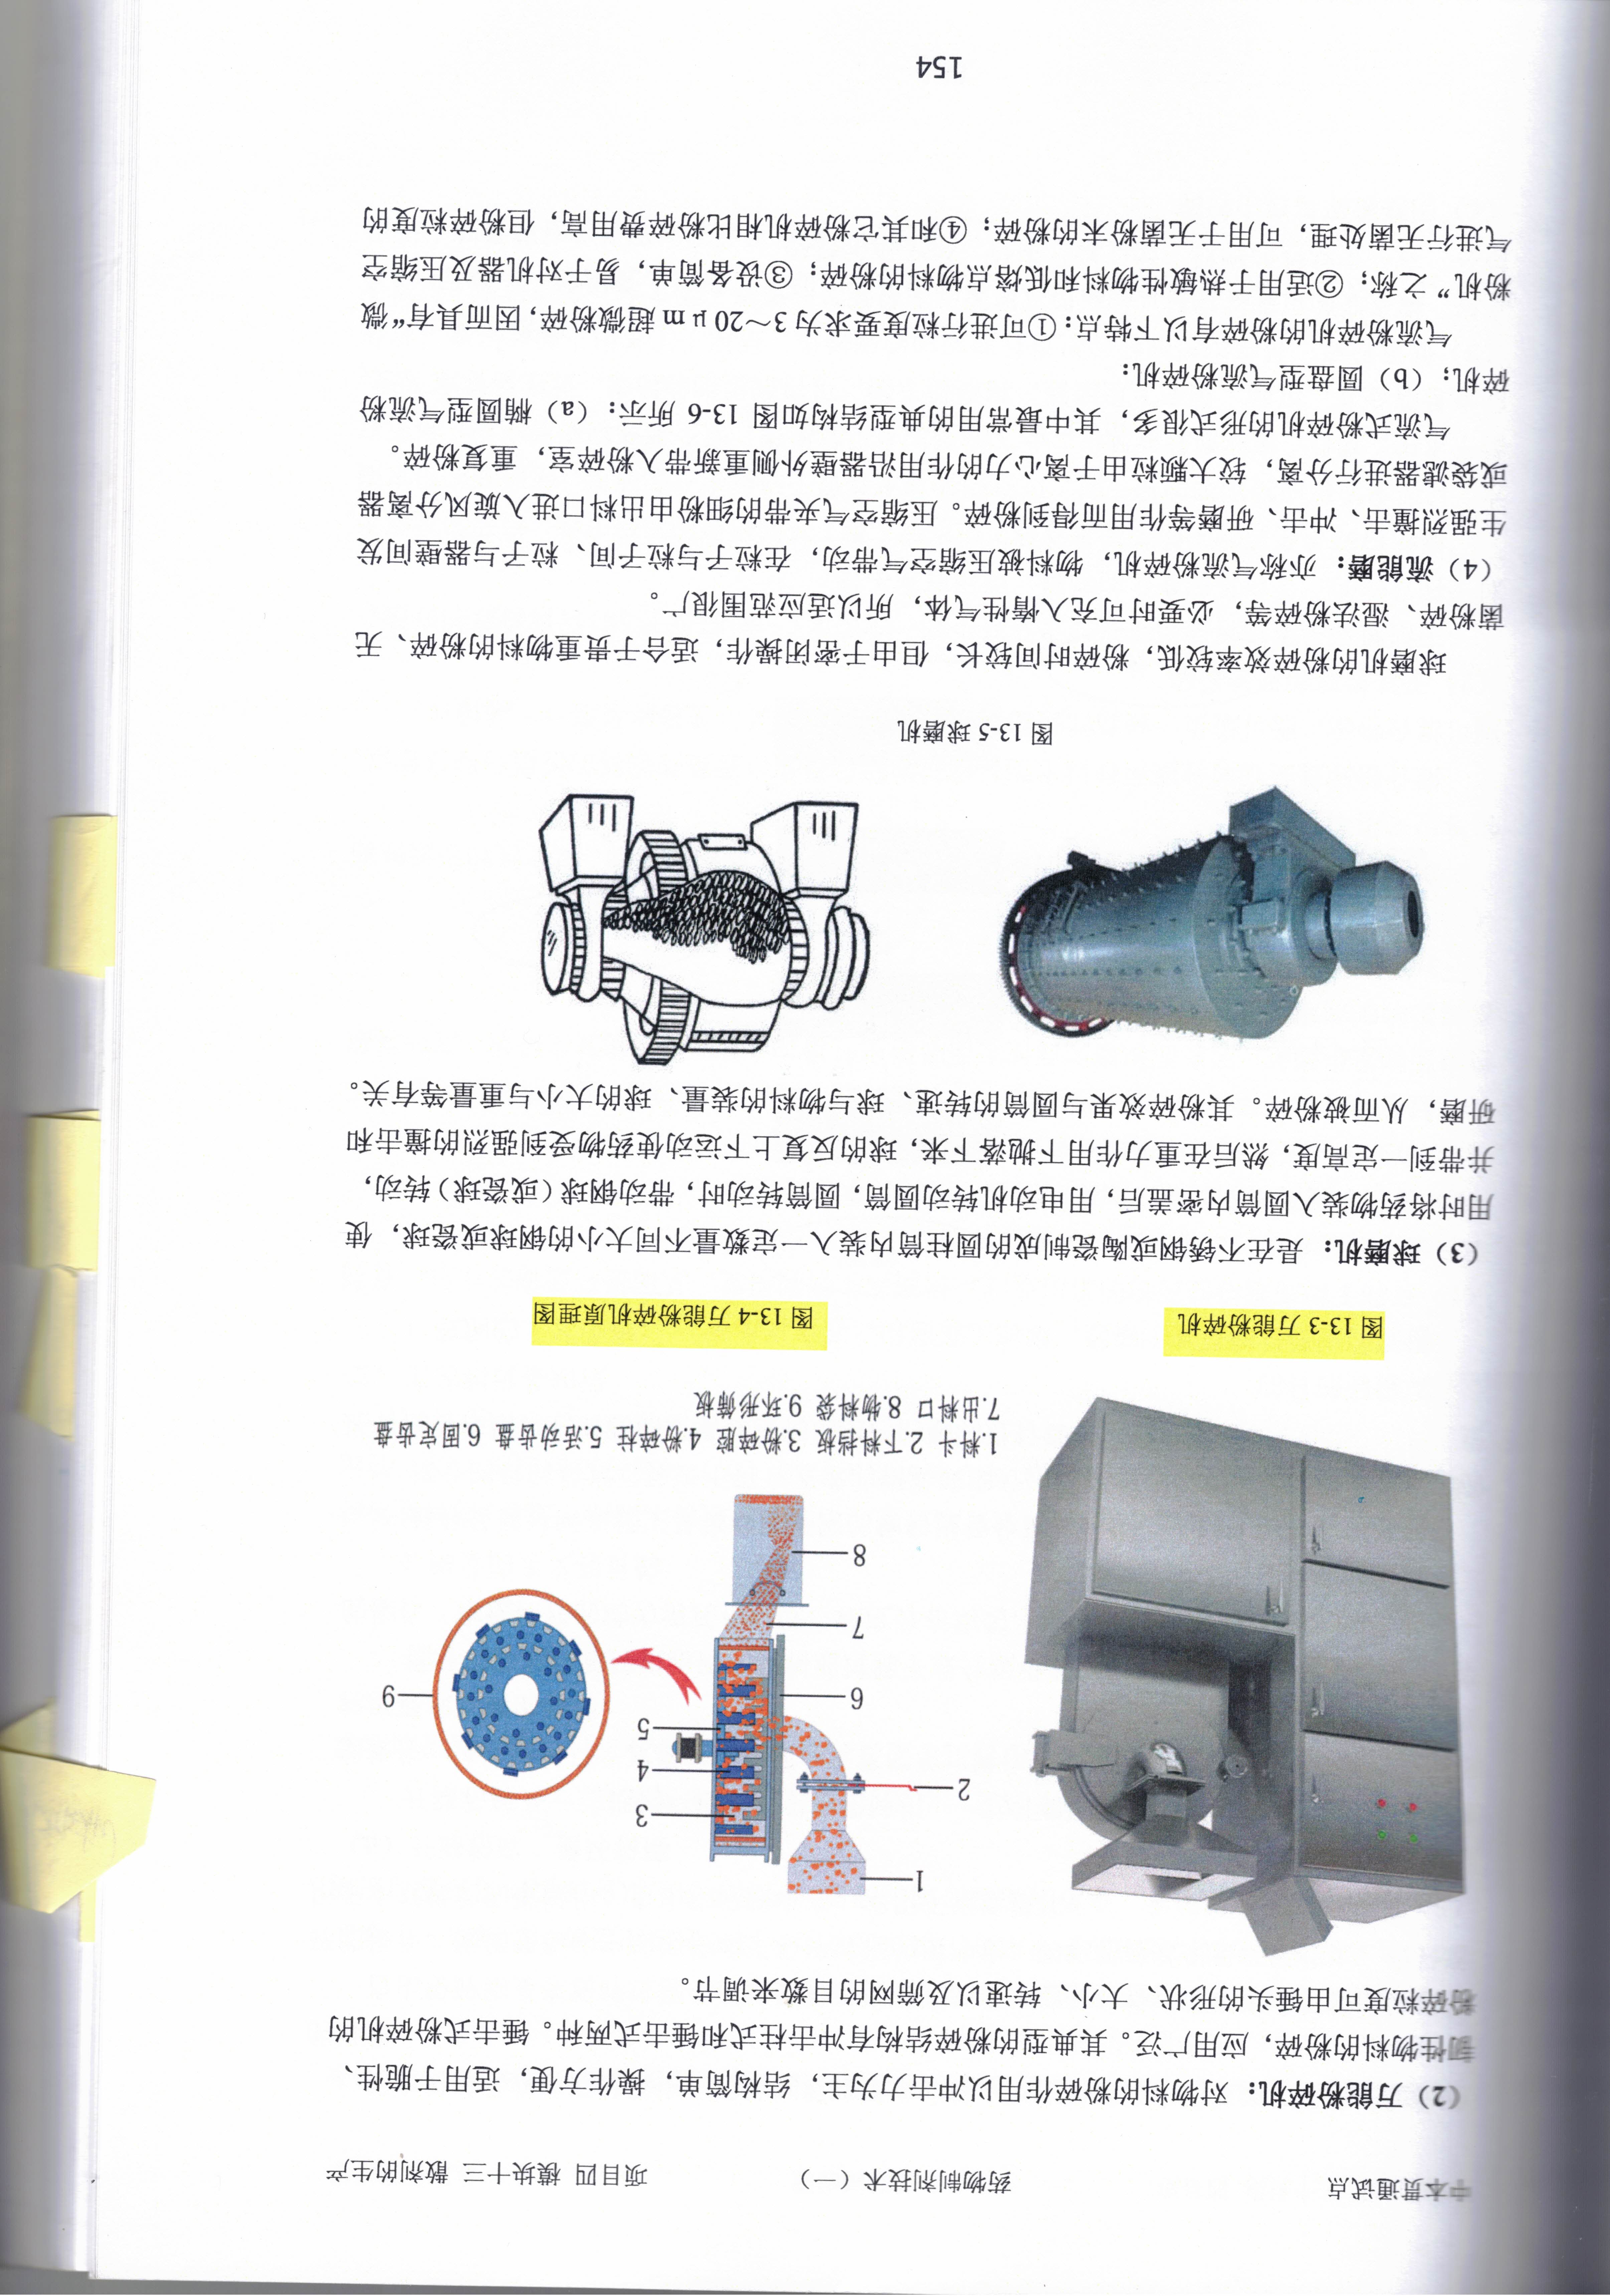 中本贯通试点 药物制剂技术（一） 项目四 模块十三 散剂的生产
（2）万能粉碎机：对物料的粉碎作用以冲击力为主，结构简单，操作方便，适用于脆性、
韧性物料的粉碎，应用广泛。其典型的粉碎结构有冲击柱式和锤击式两种。锤击式粉碎机的
粉碎粒度可由锤头的形状、大小、转速以及筛网的目数来调节。
1
2
3
4
5
6
7
8
9
1.料斗 2.下料挡板 3.粉碎腔 4.粉碎柱 5.活动齿盘 6.固定齿盘
7.出料口 8.物料袋 9.环形筛板
图 13-3 万能粉碎机
图 13-4 万能粉碎机原理图
（3）球磨机：是在不锈钢或陶瓷制成的圆柱筒内装入一定数量不同大小的钢球或瓷球，使
用时将药物装入圆筒内密盖后，用电动机转动圆筒，圆筒转动时，带动钢球（或瓷球）转动，
并带到一定高度，然后在重力作用下抛落下来，球的反复上下运动使药物受到强烈的撞击和
研磨，从而被粉碎。其粉碎效果与圆筒的转速、球与物料的装量、球的大小与重量等有关。
图 13-5 球磨机
球磨机的粉碎效率较低，粉碎时间较长，但由于密闭操作，适合于贵重物料的粉碎、无
菌粉碎、湿法粉碎等，必要时可充入惰性气体，所以适应范围很广。
（4）流能磨：亦称气流粉碎机，物料被压缩空气带动，在粒子与粒子间、粒子与器壁间发
生强烈撞击、冲击、研磨等作用而得到粉碎。压缩空气夹带的细粉由出料口进入旋风分离器
或袋滤器进行分离，较大颗粒由于离心力的作用沿器壁外侧重新带入粉碎室，重复粉碎。
气流式粉碎机的形式很多，其中最常用的典型结构如图 13-6 所示：（a）椭圆型气流粉
碎机；（b）圆盘型气流粉碎机：
气流粉碎机的粉碎有以下特点：①可进行粒度要求为 3～20 μm 超微粉碎，因而具有“微
粉机”之称；②适用于热敏性物料和低熔点物料的粉碎；③设备简单，易于对机器及压缩空
气进行无菌处理，可用于无菌粉末的粉碎；④和其它粉碎机相比粉碎费用高，但粉碎粒度的
154